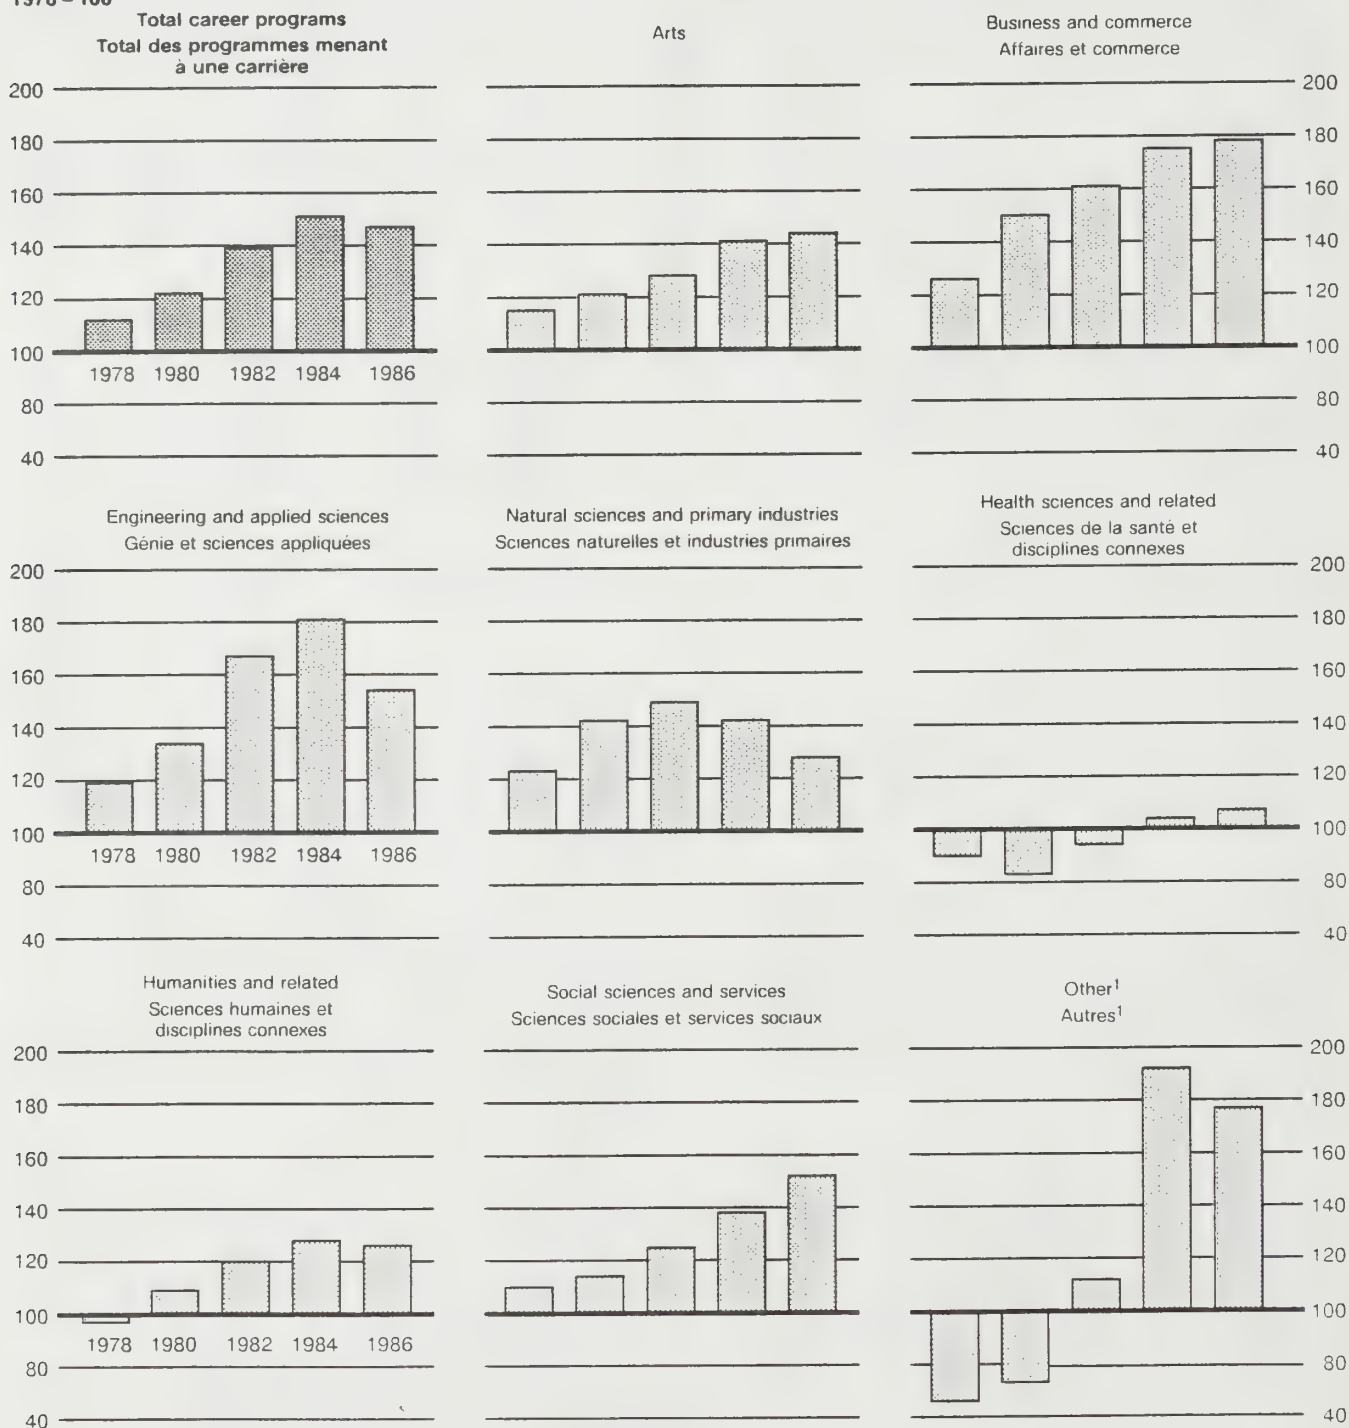 Total career programs
Total des programmes menant
à une carrière
200
180
160
140
120
100
1978 1980 1982 1984 1986
80
40
Arts
Business and commerce
Affaires et commerce
200
180
160
140
120
100
80
40
Engineering and applied sciences
Génie et sciences appliquées
200
180
160
140
120
100
1978 1980 1982 1984 1986
80
40
Natural sciences and primary industries
Sciences naturelles et industries primaires
Health sciences and related
Sciences de la santé et
disciplines connexes
200
180
160
140
120
100
80
40
Humanities and related
Sciences humaines et
disciplines connexes
200
180
160
140
120
100
1978 1980 1982 1984 1986
80
40
Social sciences and services
Sciences sociales et services sociaux
Other¹
Autres¹
200
180
160
140
120
100
80
40